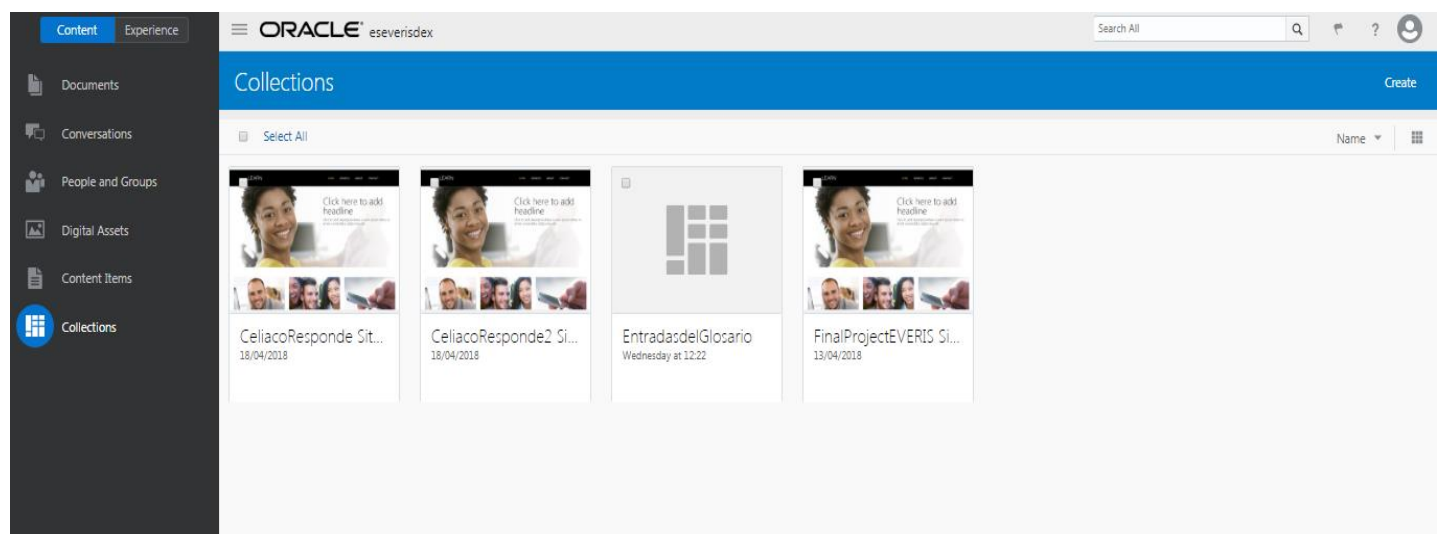 Content Experience
ORACLE eseverisdex
Search All
?
Documents
Conversations
People and Groups
Digital Assets
Content Items
Collections
Collections
Create
Select All
Name
Click here to add
headline
CeliacoResponde Sit...
18/04/2018
Click here to add
headline
CeliacoResponde2 Si...
18/04/2018
EntradasdelGlosario
Wednesday at 12:22
Click here to add
headline
FinalProjectEVERIS Si...
13/04/2018